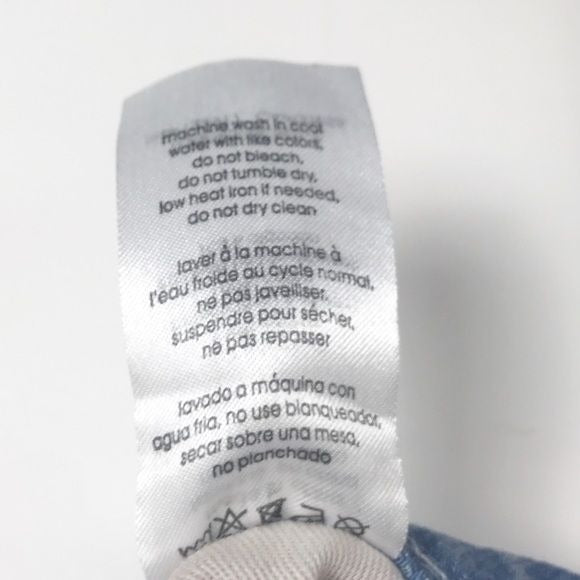 machine wash in cool
water with like colors,
do not bleach,
do not tumble dry,
low heat iron if needed,
do not dry clean
laver à la machine à
l'eau froide au cycle normal,
ne pas javelliser,
suspendre pour sécher,
ne pas repasser
lavado a máquina con
agua fria, no use blanqueador,
secar sobre una mesa,
no planchado